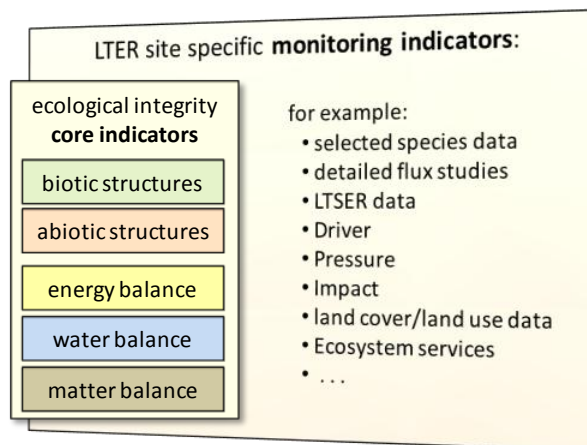 LTER site specific monitoring indicators:
ecological integrity
core indicators
biotic structures
abiotic structures
energy balance
water balance
matter balance
for example:
• selected species data
• detailed flux studies
• LTSER data
• Driver
• Pressure
• Impact
• land cover/land use data
• Ecosystem services
• ...